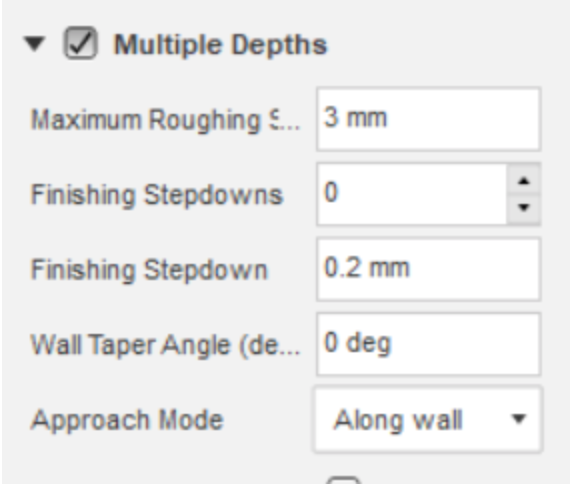 Multiple Depths
Maximum Roughing S... 3 mm
Finishing Stepdowns 0
Finishing Stepdown 0.2 mm
Wall Taper Angle (de... 0 deg
Approach Mode Along wall